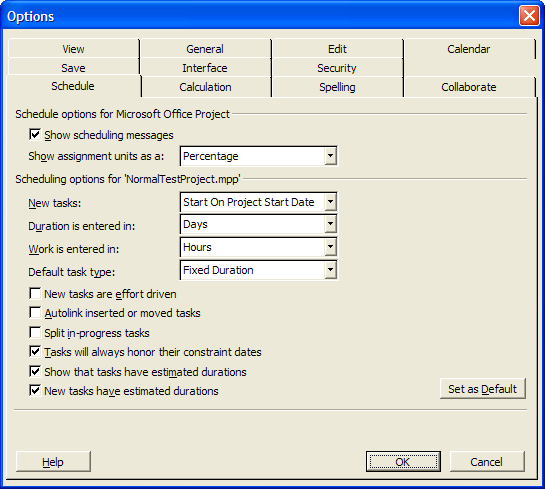 Options
View General Edit Calendar
Save Interface Security
Schedule Calculation Spelling Collaborate
Schedule options for Microsoft Office Project
Show scheduling messages
Show assignment units as a: Percentage
Scheduling options for 'NormalTestProject.mpp'
New tasks: Start On Project Start Date
Duration is entered in: Days
Work is entered in: Hours
Default task type: Fixed Duration
New tasks are effort driven
Autolink inserted or moved tasks
Split in-progress tasks
Tasks will always honor their constraint dates
Show that tasks have estimated durations
New tasks have estimated durations
Set as Default
Help OK Cancel